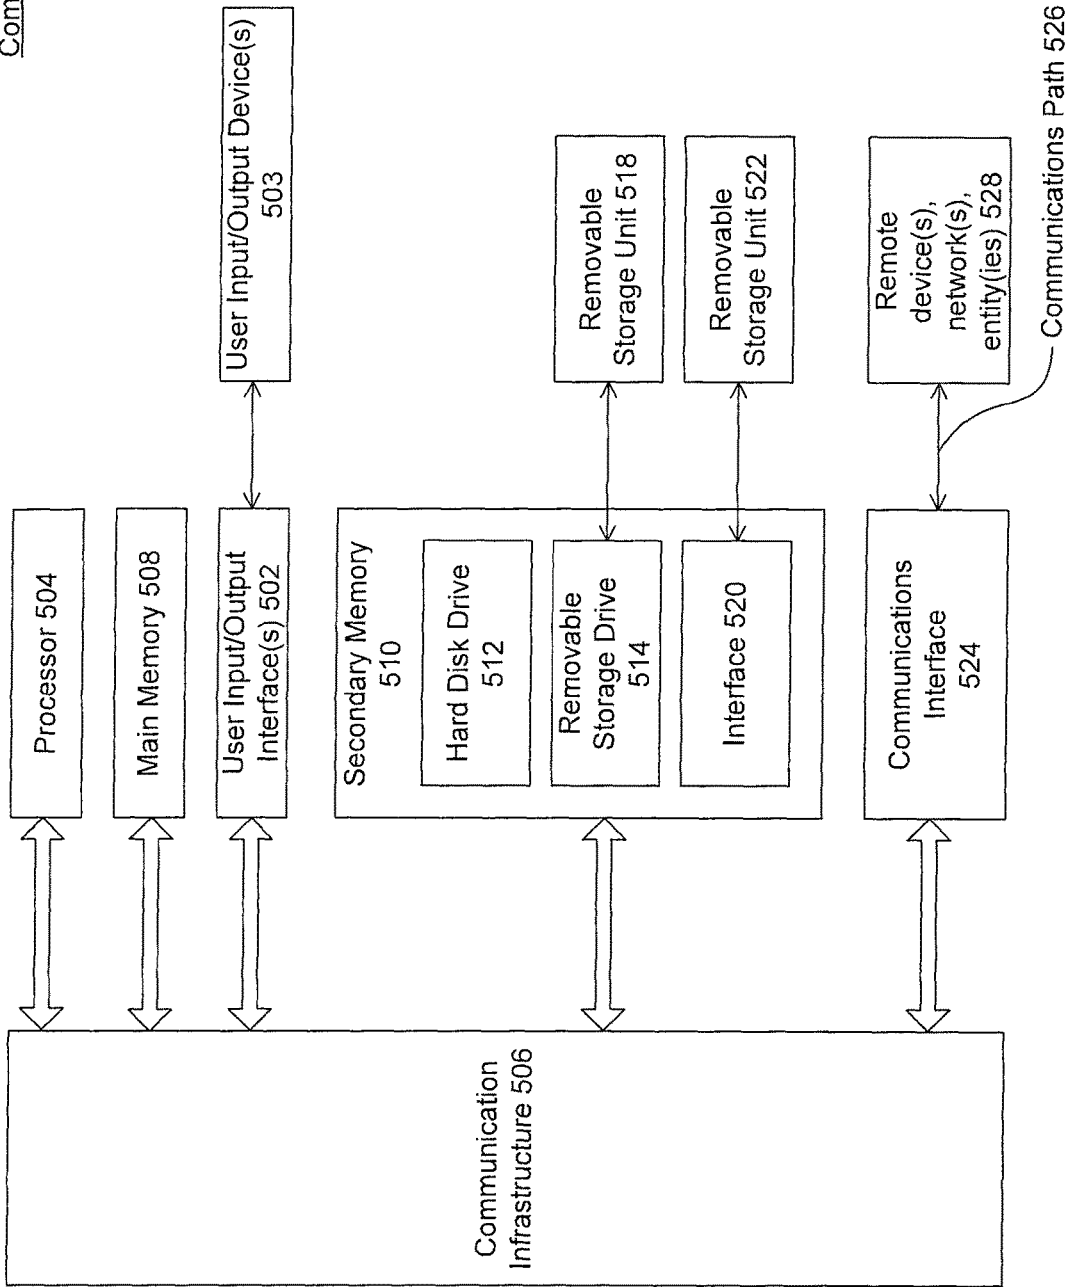 Com
Processor 504
Main Memory 508
User Input/Output
Interface(s) 502
User Input/Output Device(s)
503
Secondary Memory
510
Hard Disk Drive
512
Removable
Storage Drive
514
Interface 520
Removable
Storage Unit 518
Removable
Storage Unit 522
Communications
Interface
524
Remote
device(s),
network(s),
entity(ies) 528
Communications Path 526
Communication
Infrastructure 506